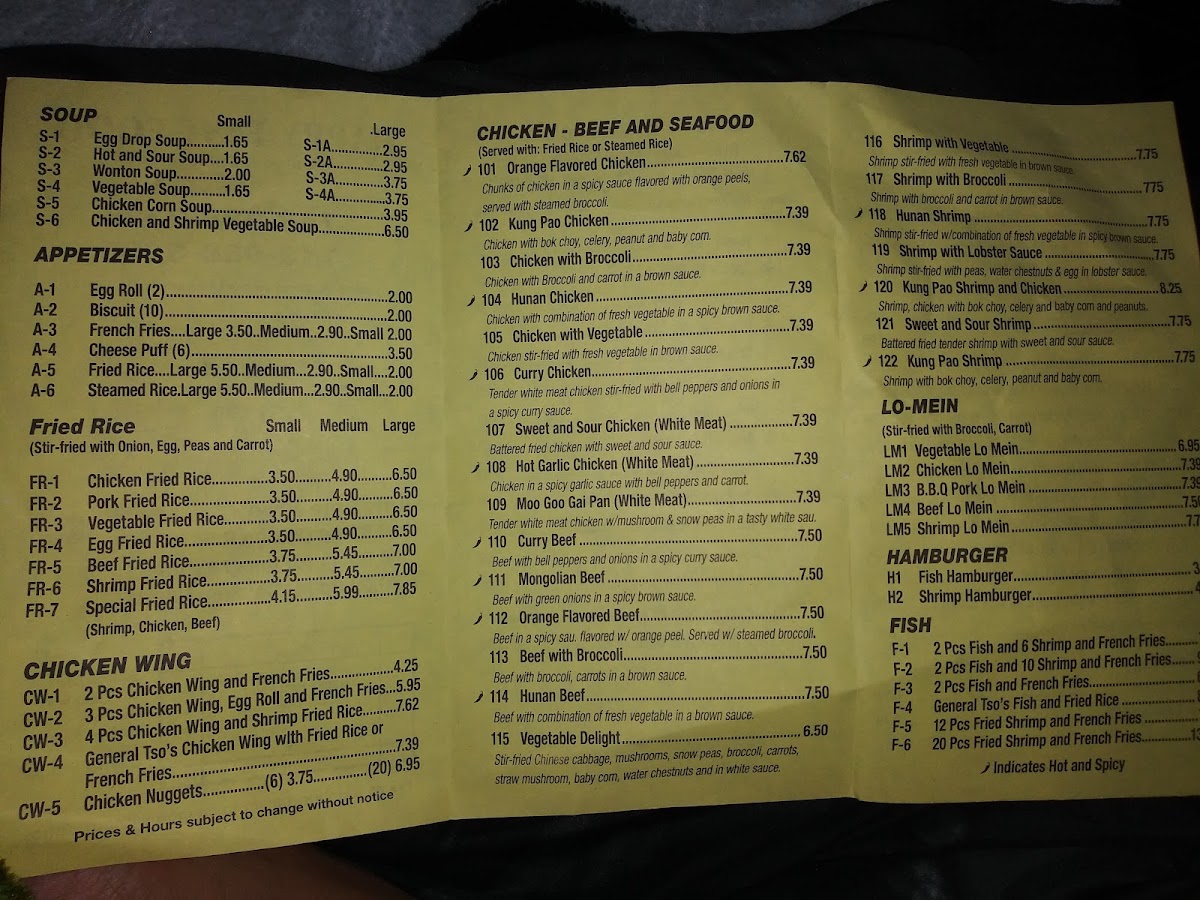 SOUP Small .Large
S-1 Egg Drop Soup..........1.65 S-1A.............2.95
S-2 Hot and Sour Soup....1.65 S-2A.............2.95
S-3 Wonton Soup...........2.00 S-3A............3.75
S-4 Vegetable Soup........1.65 S-4A............3.75
S-5 Chicken Corn Soup............................................3.95
S-6 Chicken and Shrimp Vegetable Soup.................6.50
APPETIZERS
A-1 Egg Roll (2)......................................................2.00
A-2 Biscuit (10)......................................................2.00
A-3 French Fries....Large 3.50..Medium...2.90..Small 2.00
A-4 Cheese Puff (6)................................................3.50
A-5 Fried Rice....Large 5.50..Medium...2.90..Small....2.00
A-6 Steamed Rice.Large 5.50..Medium...2.90..Small...2.00
Fried Rice Small Medium Large
(Stir-fried with Onion, Egg, Peas and Carrot)
FR-1 Chicken Fried Rice..............3.50.........4.90.........6.50
FR-2 Pork Fried Rice...................3.50.........4.90.........6.50
FR-3 Vegetable Fried Rice...........3.50.........4.90.........6.50
FR-4 Egg Fried Rice....................3.50.........4.90.........6.50
FR-5 Beef Fried Rice...................3.75.........5.45.........7.00
FR-6 Shrimp Fried Rice...............3.75.........5.45.........7.00
FR-7 Special Fried Rice...............4.15.........5.99.........7.85
(Shrimp, Chicken, Beef)
CHICKEN WING
CW-1 2 Pcs Chicken Wing and French Fries................4.25
CW-2 3 Pcs Chicken Wing, Egg Roll and French Fries...5.95
CW-3 4 Pcs Chicken Wing and Shrimp Fried Rice.........7.62
CW-4 General Tso's Chicken Wing with Fried Rice or
French Fries....................................................7.39
CW-5 Chicken Nuggets...............(6) 3.75.............(20) 6.95
Prices & Hours subject to change without notice
CHICKEN - BEEF AND SEAFOOD
(Served with: Fried Rice or Steamed Rice)
101 Orange Flavored Chicken....................................7.62
Chunks of chicken in a spicy sauce flavored with orange peels,
served with steamed broccoli.
102 Kung Pao Chicken..............................................7.39
Chicken with bok choy, celery, peanut and baby corn.
103 Chicken with Broccoli..........................................7.39
Chicken with Broccoli and carrot in a brown sauce.
104 Hunan Chicken..................................................7.39
Chicken with combination of fresh vegetable in a spicy brown sauce.
105 Chicken with Vegetable.......................................7.39
Chicken stir-fried with fresh vegetable in brown sauce.
106 Curry Chicken...................................................7.39
Tender white meat chicken stir-fried with bell peppers and onions in
a spicy curry sauce.
107 Sweet and Sour Chicken (White Meat)..................7.39
Battered fried chicken with sweet and sour sauce.
108 Hot Garlic Chicken (White Meat)..........................7.39
Chicken in a spicy garlic sauce with bell peppers and carrot.
109 Moo Goo Gai Pan (White Meat)............................7.39
Tender white meat chicken w/mushroom & snow peas in a tasty white sau.
110 Curry Beef........................................................7.50
Beef with bell peppers and onions in a spicy curry sauce.
111 Mongolian Beef.................................................7.50
Beef with green onions in a spicy brown sauce.
112 Orange Flavored Beef.........................................7.50
Beef in a spicy sau. flavored w/ orange peel. Served w/ steamed broccoli.
113 Beef with Broccoli..............................................7.50
Beef with broccoli, carrots in a brown sauce.
114 Hunan Beef......................................................7.50
Beef with combination of fresh vegetable in a brown sauce.
115 Vegetable Delight..............................................6.50
Stir-fried Chinese cabbage, mushrooms, snow peas, broccoli, carrots,
straw mushroom, baby corn, water chestnuts and in white sauce.
116 Shrimp with Vegetable.................................7.75
Shrimp stir-fried with fresh vegetable in brown sauce.
117 Shrimp with Broccoli....................................775
Shrimp with broccoli and carrot in brown sauce.
118 Hunan Shrimp.............................................7.75
Shrimp stir-fried w/combination of fresh vegetable in spicy brown sauce.
119 Shrimp with Lobster Sauce...........................7.75
Shrimp stir-fried with peas, water chestnuts & egg in lobster sauce.
120 Kung Pao Shrimp and Chicken......................8.25
Shrimp, chicken with bok choy, celery and baby corn and peanuts.
121 Sweet and Sour Shrimp................................7.75
Battered fried tender shrimp with sweet and sour sauce.
122 Kung Pao Shrimp........................................7.75
Shrimp with bok choy, celery, peanut and baby corn.
LO-MEIN
(Stir-fried with Broccoli, Carrot)
LM1 Vegetable Lo Mein.......................................6.95
LM2 Chicken Lo Mein..........................................7.39
LM3 B.B.Q Pork Lo Mein.....................................7.39
LM4 Beef Lo Mein..............................................7.50
LM5 Shrimp Lo Mein...........................................7.7
HAMBURGER
H1 Fish Hamburger............................................3
H2 Shrimp Hamburger........................................4
FISH
F-1 2 Pcs Fish and 6 Shrimp and French Fries.......
F-2 2 Pcs Fish and 10 Shrimp and French Fries.....
F-3 2 Pcs Fish and French Fries.........................
F-4 General Tso's Fish and Fried Rice.................
F-5 12 Pcs Fried Shrimp and French Fries............
F-6 20 Pcs Fried Shrimp and French Fries............13
Indicates Hot and Spicy